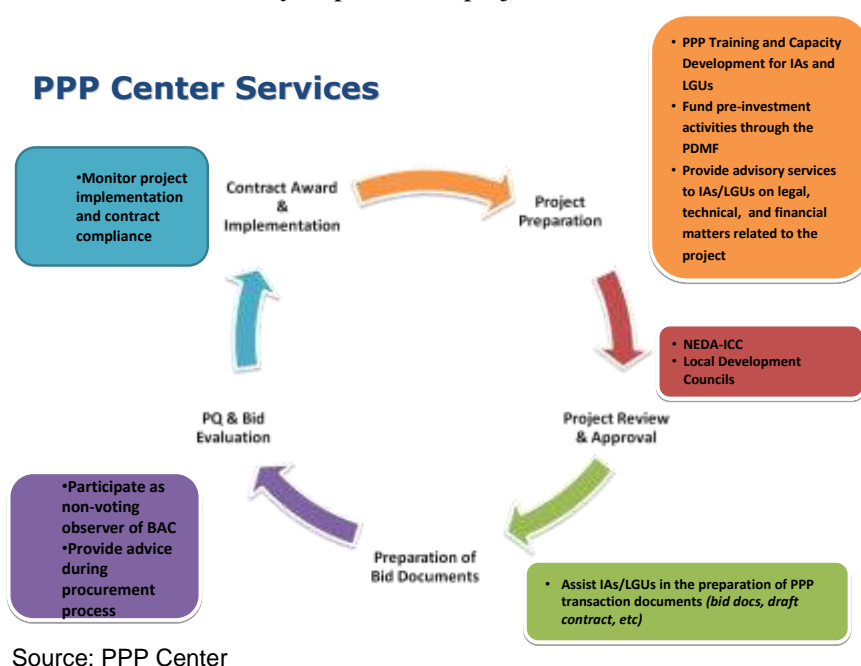 PPP Center Services
• PPP Training and Capacity
Development for IAs and
LGUs
• Fund pre-investment
activities through the
PDMF
• Provide advisory services
to IAs/LGUs on legal,
technical, and financial
matters related to the
project
•Monitor project
implementation
and contract
compliance
Contract Award
&
Implementation
Project
Preparation
• NEDA-ICC
• Local Development
Councils
PQ & Bid
Evaluation
Project Review
& Approval
•Participate as
non-voting
observer of BAC
•Provide advice
during
procurement
process
Preparation of
Bid Documents
• Assist IAs/LGUs in the preparation of PPP
transaction documents (bid docs, draft
contract, etc)
Source: PPP Center